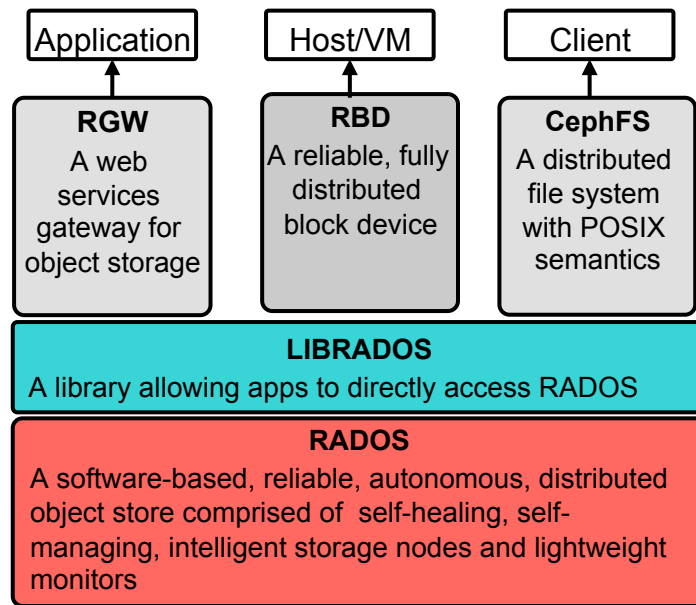 Application
Host/VM
Client
RGW
A web
services
gateway for
object storage
RBD
A reliable, fully
distributed
block device
CephFS
A distributed
file system
with POSIX
semantics
LIBRADOS
A library allowing apps to directly access RADOS
RADOS
A software-based, reliable, autonomous, distributed
object store comprised of self-healing, self-
managing, intelligent storage nodes and lightweight
monitors